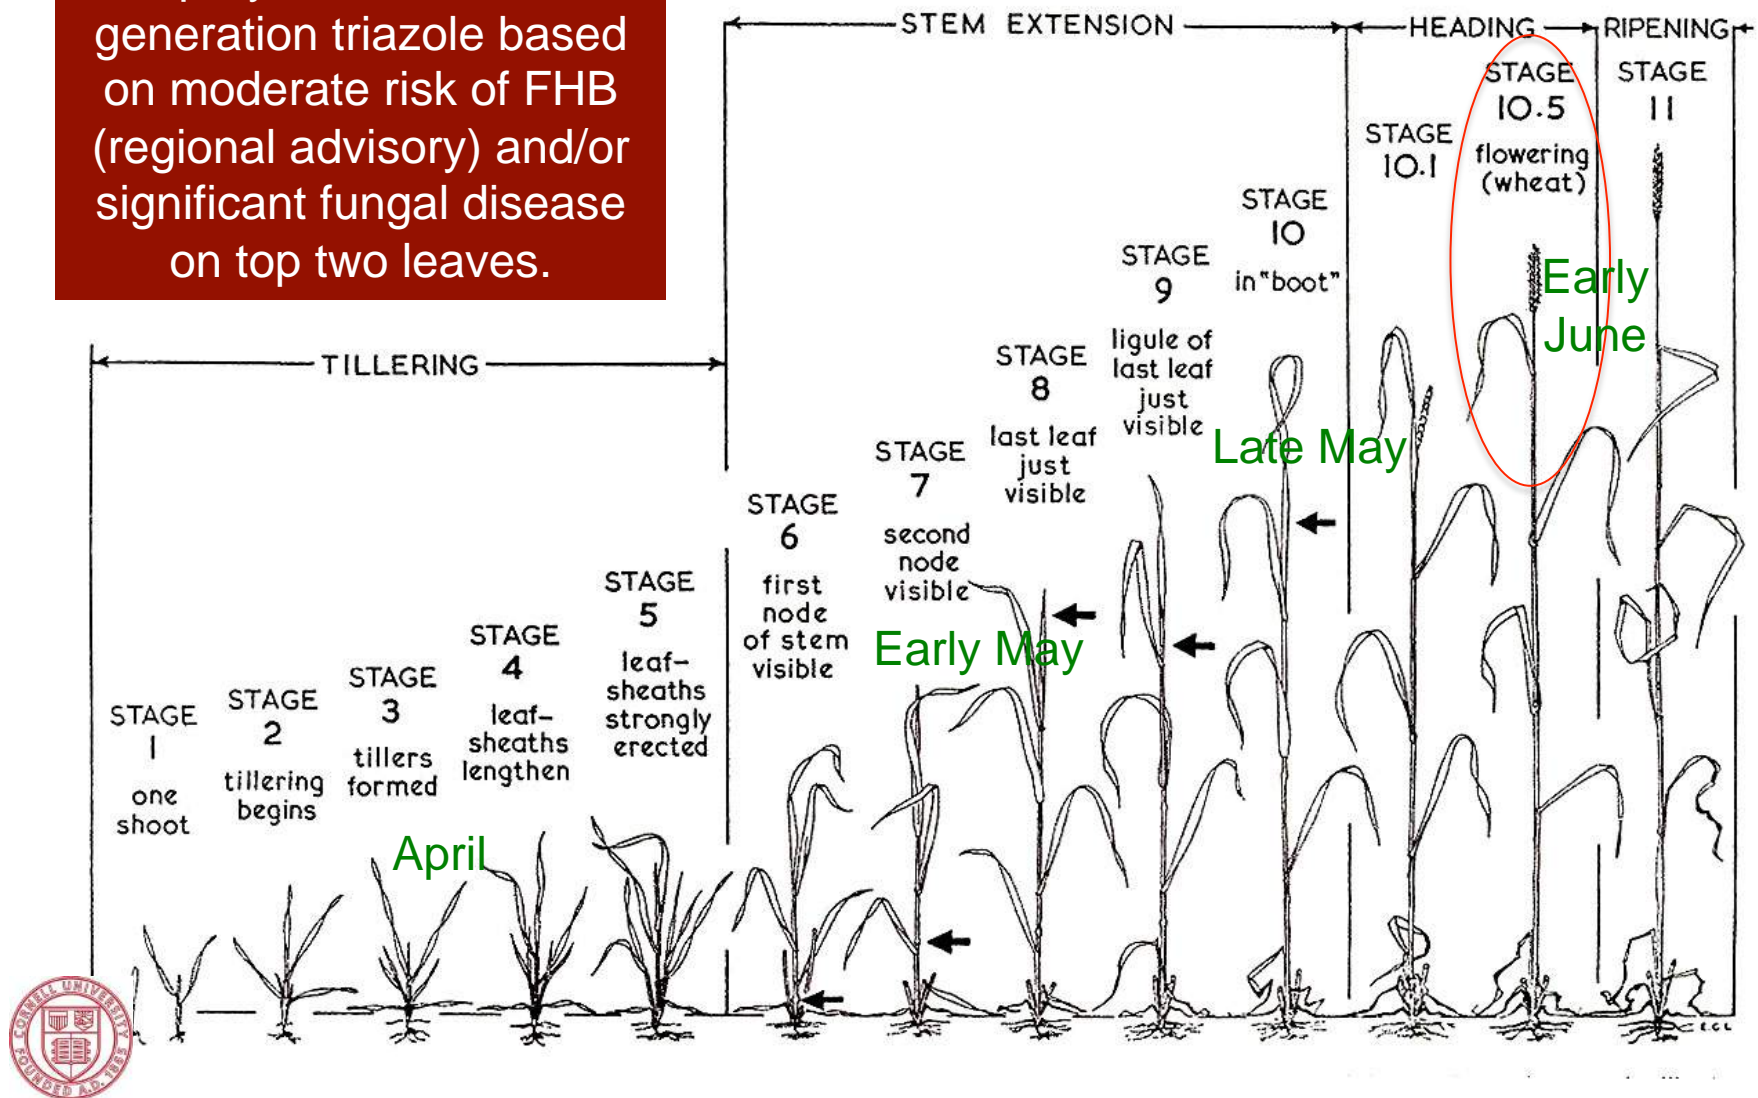 generation triazole based
on moderate risk of FHB
(regional advisory) and/or
significant fungal disease
on top two leaves.
STEM EXTENSION
HEADING
RIPENING
TILLERING
STAGE
1
one
shoot
STAGE
2
tillering
begins
STAGE
3
tillers
formed
STAGE
4
leaf-
sheaths
lengthen
STAGE
5
leaf-
sheaths
strongly
erected
STAGE
6
first
node
of stem
visible
STAGE
7
second
node
visible
STAGE
8
last leaf
just
visible
STAGE
9
ligule of
last leaf
just
visible
STAGE
10
in "boot"
STAGE
10.1
STAGE
10.5
flowering
(wheat)
STAGE
11
April
Early May
Late May
Early
June
CORNELL UNIVERSITY
FOUNDED A.D. 1865
E.C.L